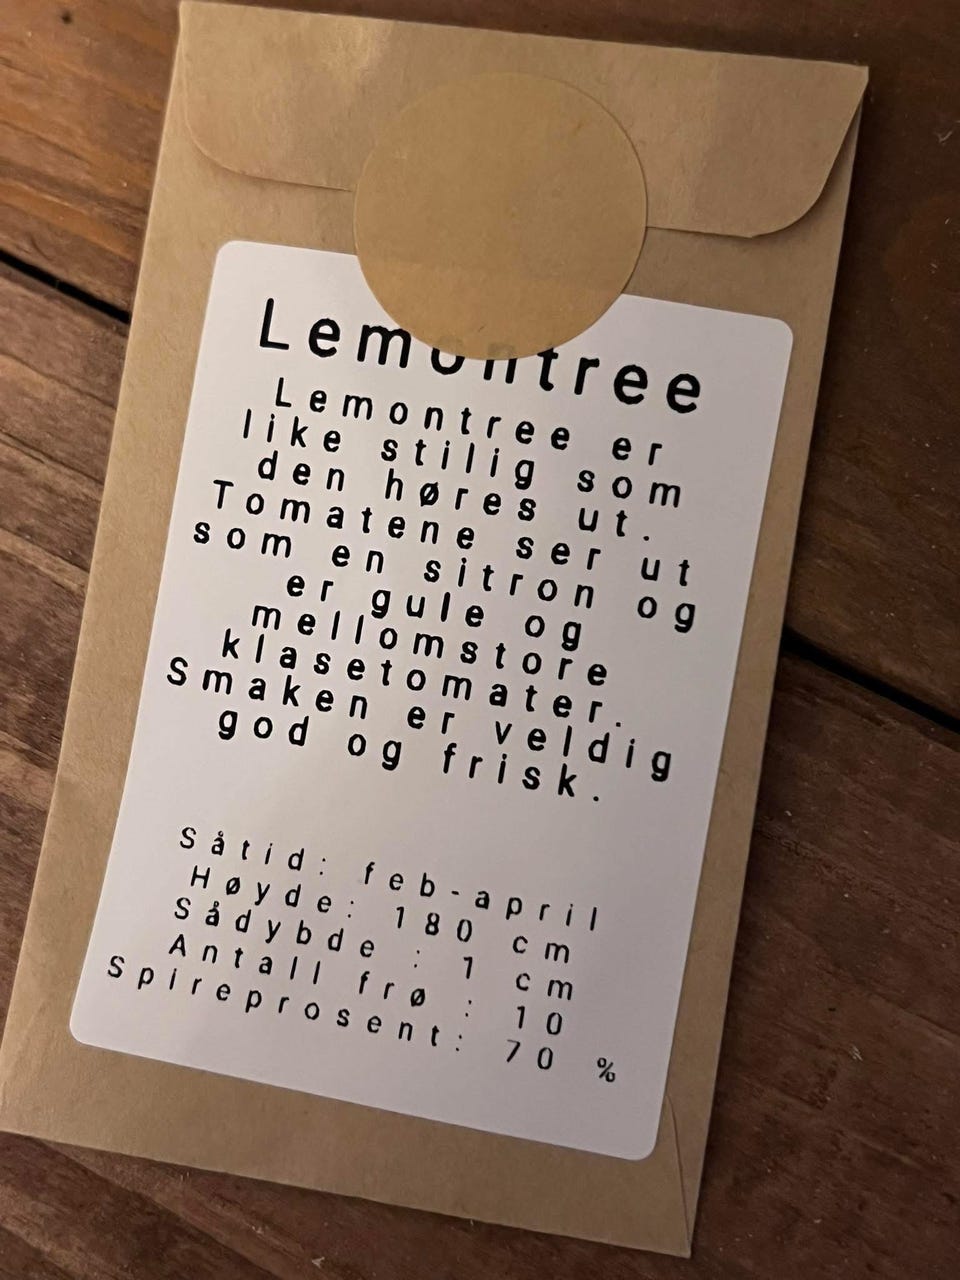 Lemontree
Lemontree er
like stilig som
den høres ut.
Tomatene ser ut
som en sitron og
er gule og
mellomstore
klasetomater.
Smaken er veldig
god og frisk.
Såtid: feb-april
Høyde: 180 cm
Sådybde : 1 cm
Antall frø : 10
Spireprosent: 70 %